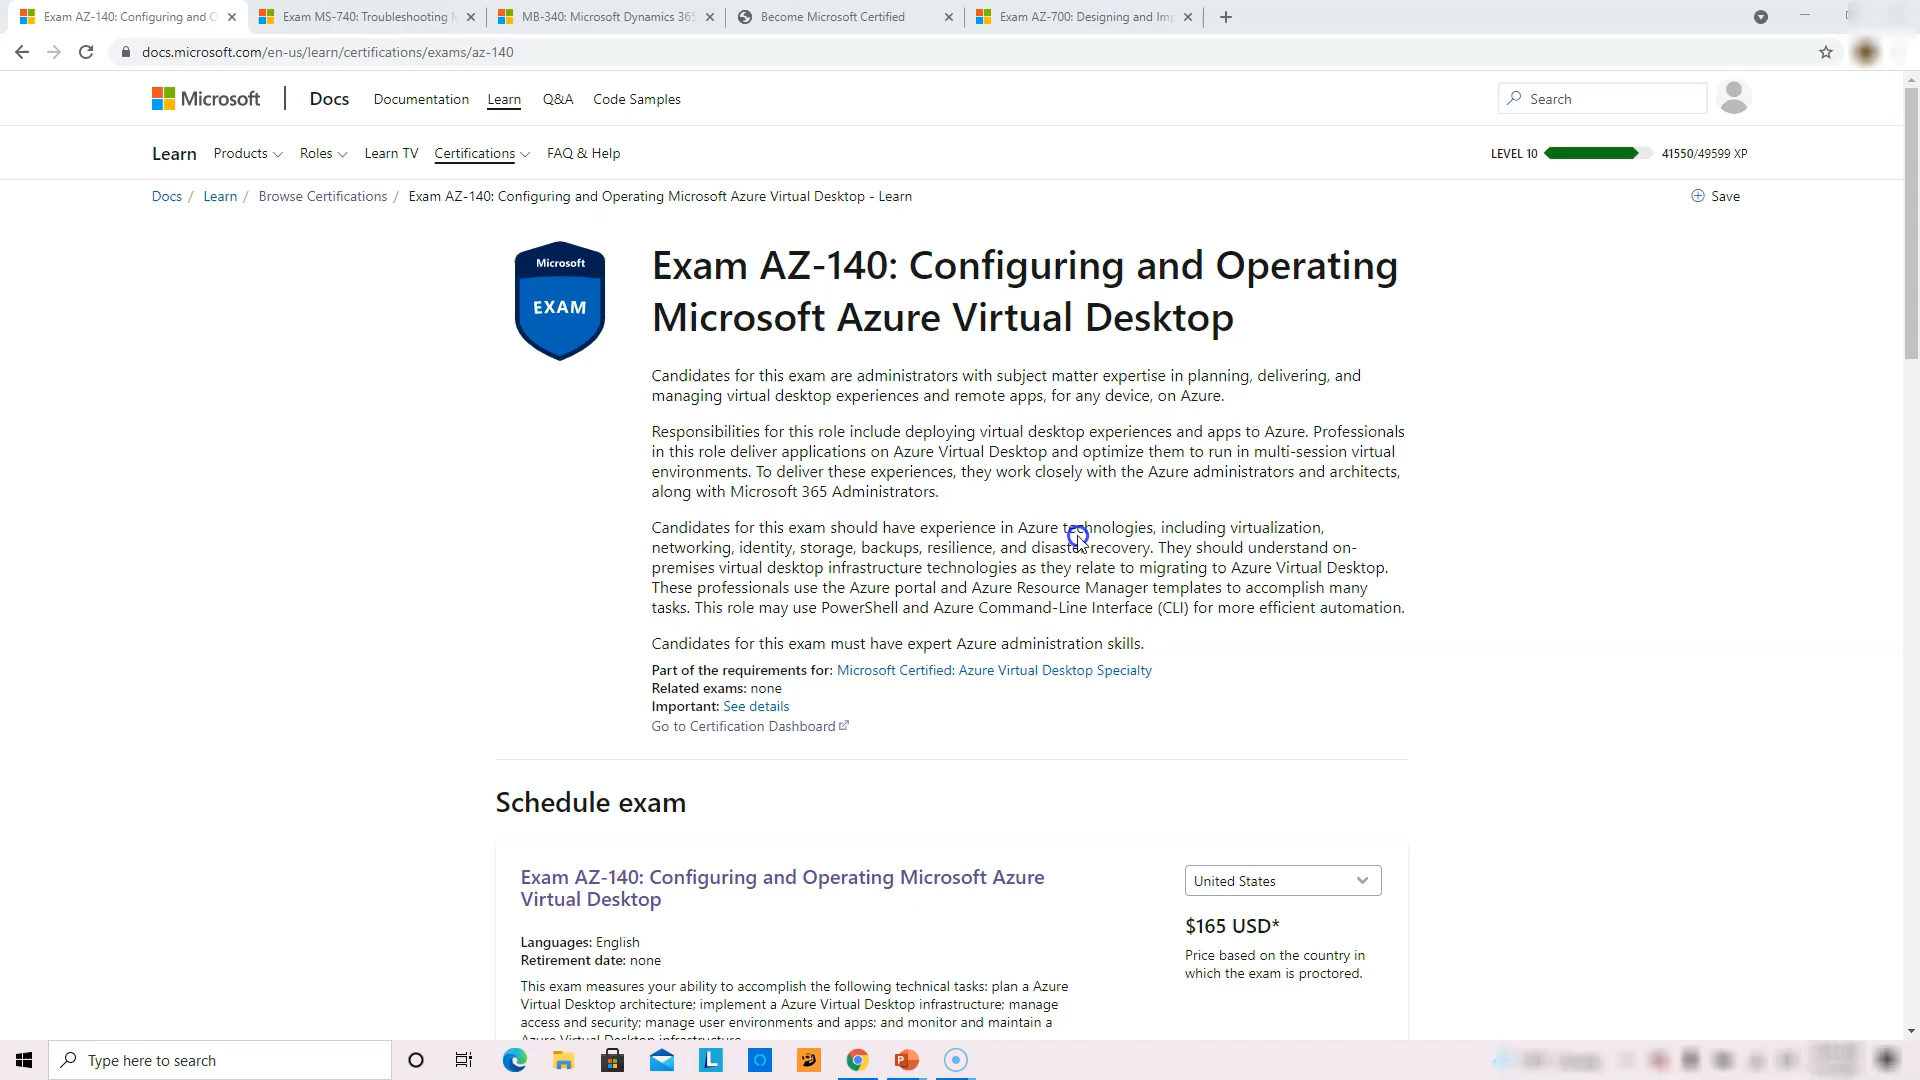 Exam AZ-140: Configuring and O
Exam MS-740: Troubleshooting M
MB-340: Microsoft Dynamics 365
Become Microsoft Certified
Exam AZ-700: Designing and Imp
docs.microsoft.com/en-us/learn/certifications/exams/az-140
Microsoft
Docs
Documentation
Learn
Q&A
Code Samples
Search
Learn
Products
Roles
Learn TV
Certifications
FAQ & Help
LEVEL 10
41550/49599 XP
Docs / Learn / Browse Certifications / Exam AZ-140: Configuring and Operating Microsoft Azure Virtual Desktop - Learn
Save
Microsoft
EXAM
Exam AZ-140: Configuring and Operating
Microsoft Azure Virtual Desktop
Candidates for this exam are administrators with subject matter expertise in planning, delivering, and
managing virtual desktop experiences and remote apps, for any device, on Azure.
Responsibilities for this role include deploying virtual desktop experiences and apps to Azure. Professionals
in this role deliver applications on Azure Virtual Desktop and optimize them to run in multi-session virtual
environments. To deliver these experiences, they work closely with the Azure administrators and architects,
along with Microsoft 365 Administrators.
Candidates for this exam should have experience in Azure technologies, including virtualization,
networking, identity, storage, backups, resilience, and disaster recovery. They should understand on-
premises virtual desktop infrastructure technologies as they relate to migrating to Azure Virtual Desktop.
These professionals use the Azure portal and Azure Resource Manager templates to accomplish many
tasks. This role may use PowerShell and Azure Command-Line Interface (CLI) for more efficient automation.
Candidates for this exam must have expert Azure administration skills.
Part of the requirements for: Microsoft Certified: Azure Virtual Desktop Specialty
Related exams: none
Important: See details
Go to Certification Dashboard
Schedule exam
Exam AZ-140: Configuring and Operating Microsoft Azure
Virtual Desktop
Languages: English
Retirement date: none
This exam measures your ability to accomplish the following technical tasks: plan a Azure
Virtual Desktop architecture; implement a Azure Virtual Desktop infrastructure; manage
access and security; manage user environments and apps; and monitor and maintain a
Azure Virtual Desktop infrastructure.
United States
$165 USD*
Price based on the country in
which the exam is proctored.
Type here to search